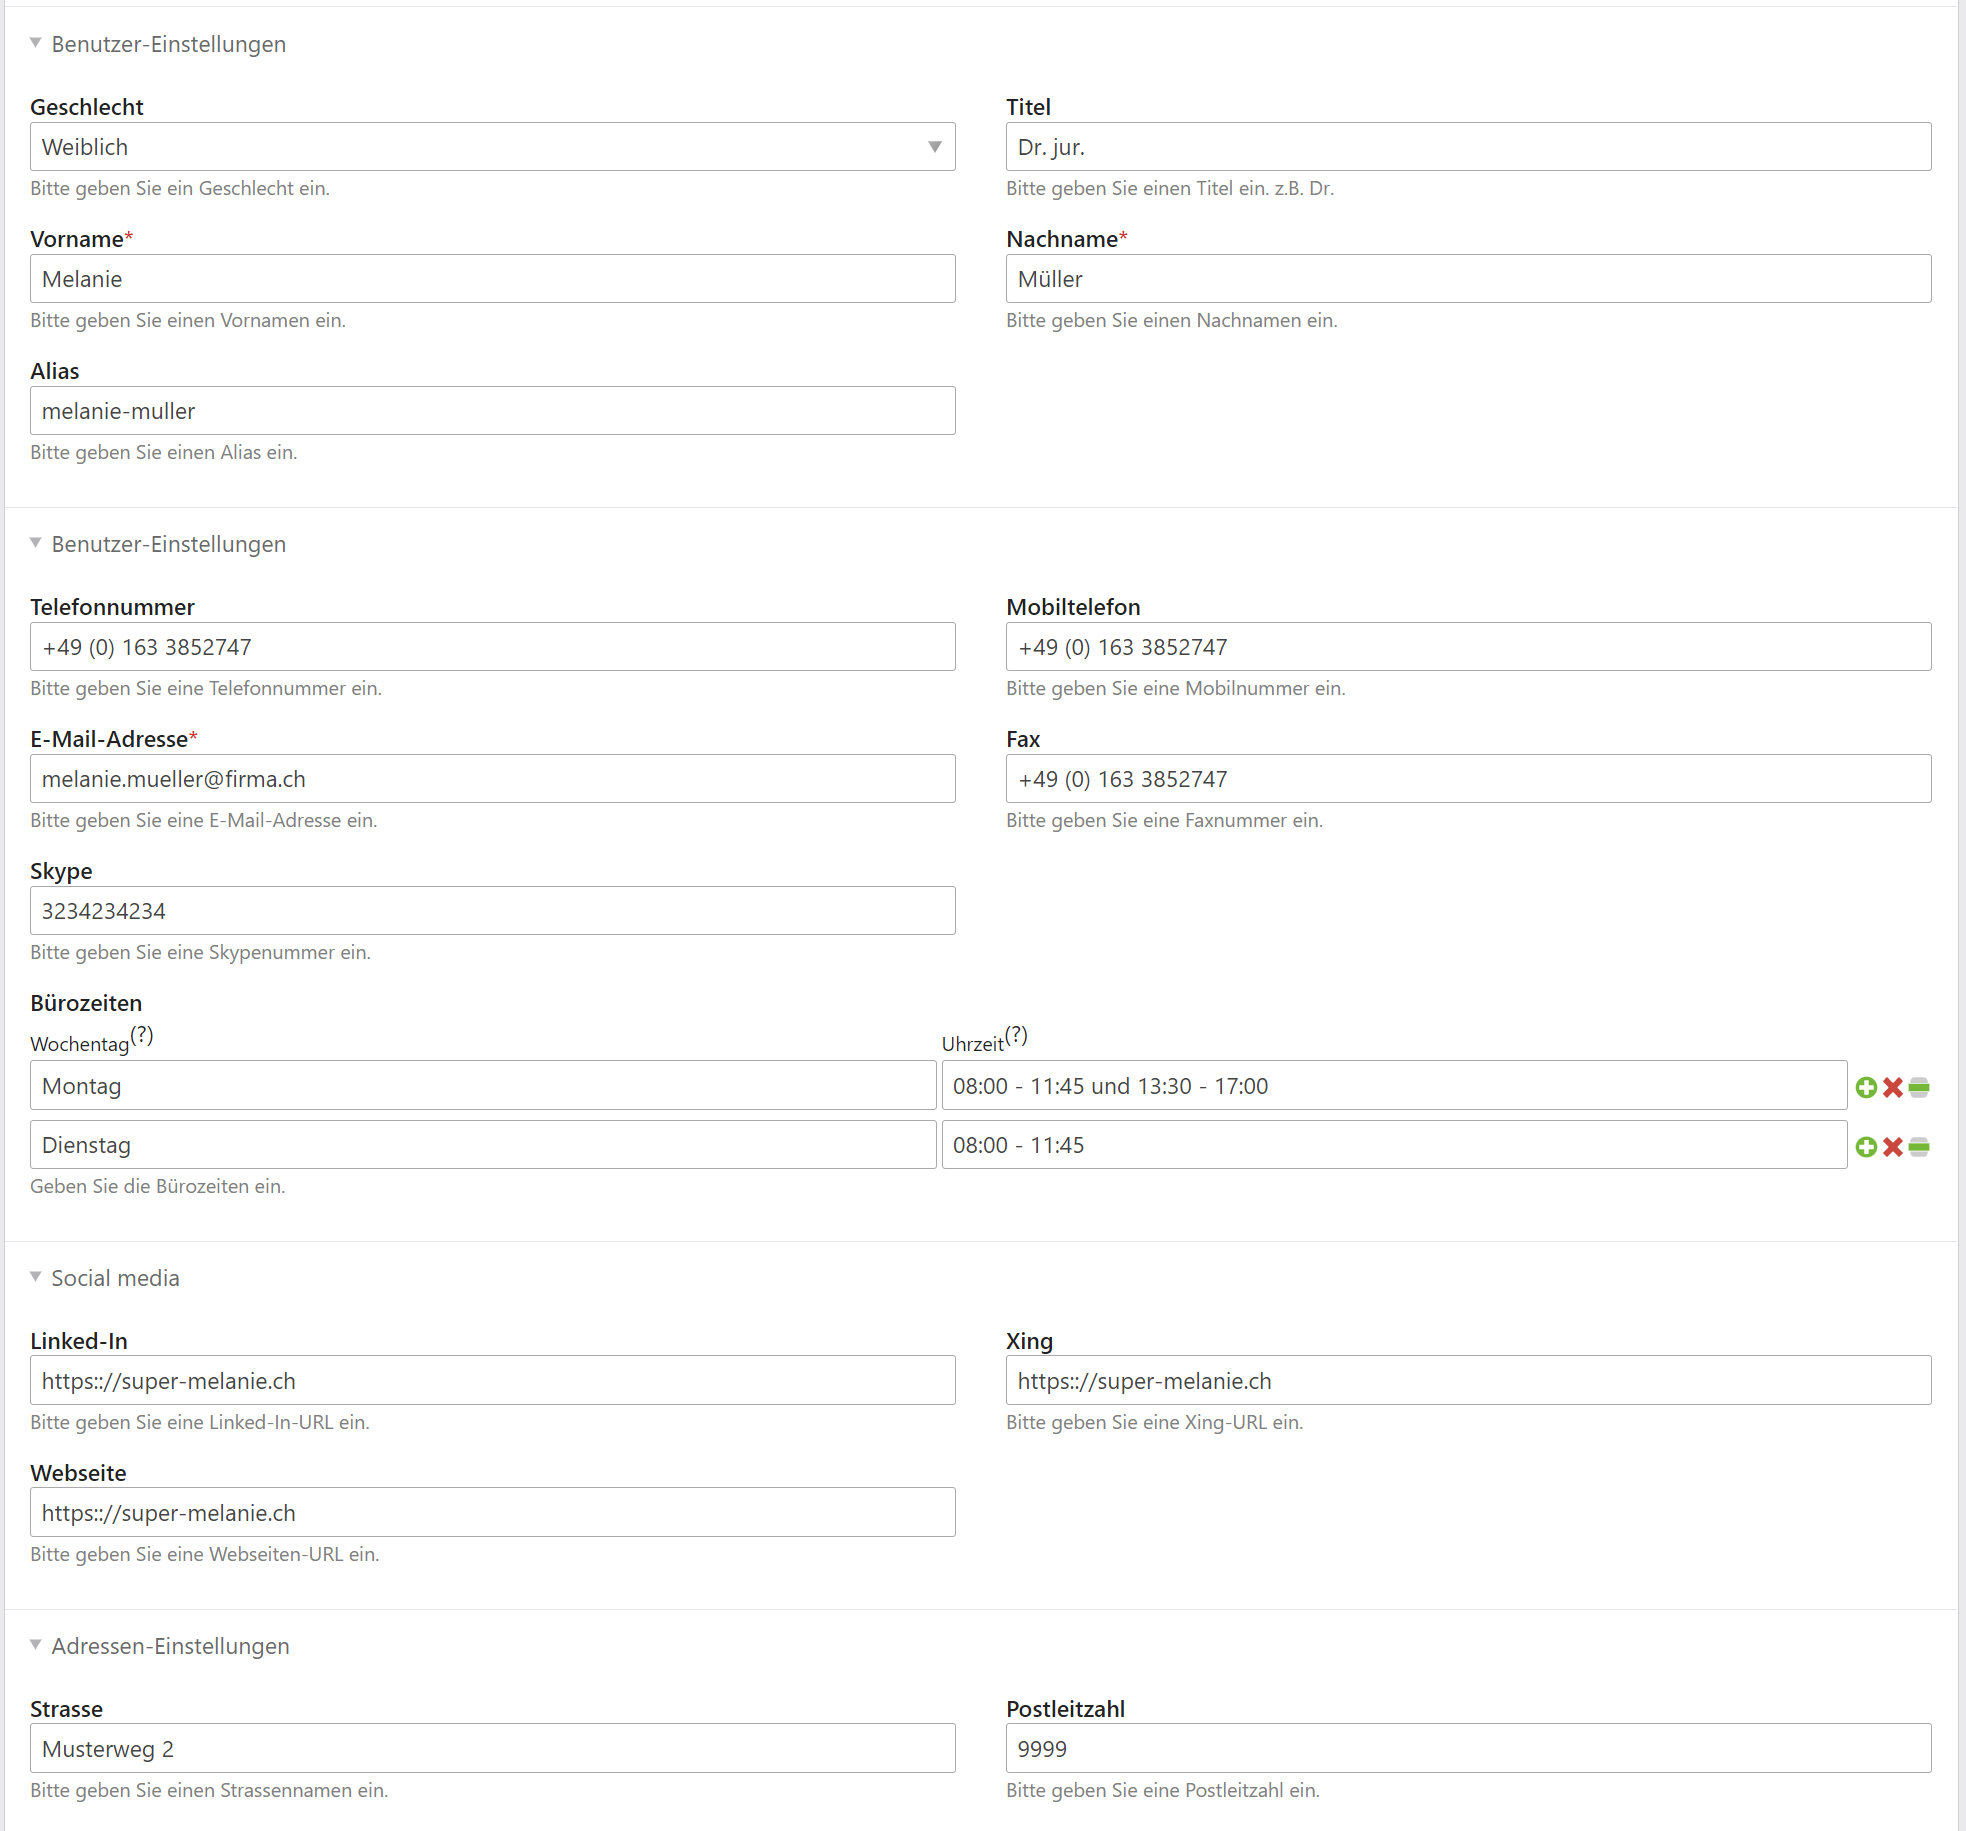 Benutzer-Einstellungen
Geschlecht
Weiblich
Bitte geben Sie ein Geschlecht ein.
Titel
Dr. jur.
Bitte geben Sie einen Titel ein. z.B. Dr.
Vorname*
Melanie
Bitte geben Sie einen Vornamen ein.
Nachname*
Müller
Bitte geben Sie einen Nachnamen ein.
Alias
melanie-muller
Bitte geben Sie einen Alias ein.
Benutzer-Einstellungen
Telefonnummer
+49 (0) 163 3852747
Bitte geben Sie eine Telefonnummer ein.
Mobiltelefon
+49 (0) 163 3852747
Bitte geben Sie eine Mobilnummer ein.
E-Mail-Adresse*
melanie.mueller@firma.ch
Bitte geben Sie eine E-Mail-Adresse ein.
Fax
+49 (0) 163 3852747
Bitte geben Sie eine Faxnummer ein.
Skype
3234234234
Bitte geben Sie eine Skypenummer ein.
Bürozeiten
Wochentag(?) Uhrzeit(?)
Montag 08:00 - 11:45 und 13:30 - 17:00
Dienstag 08:00 - 11:45
Geben Sie die Bürozeiten ein.
Social media
Linked-In
https:://super-melanie.ch
Bitte geben Sie eine Linked-In-URL ein.
Xing
https:://super-melanie.ch
Bitte geben Sie eine Xing-URL ein.
Webseite
https:://super-melanie.ch
Bitte geben Sie eine Webseiten-URL ein.
Adressen-Einstellungen
Strasse
Musterweg 2
Bitte geben Sie einen Strassennamen ein.
Postleitzahl
9999
Bitte geben Sie eine Postleitzahl ein.